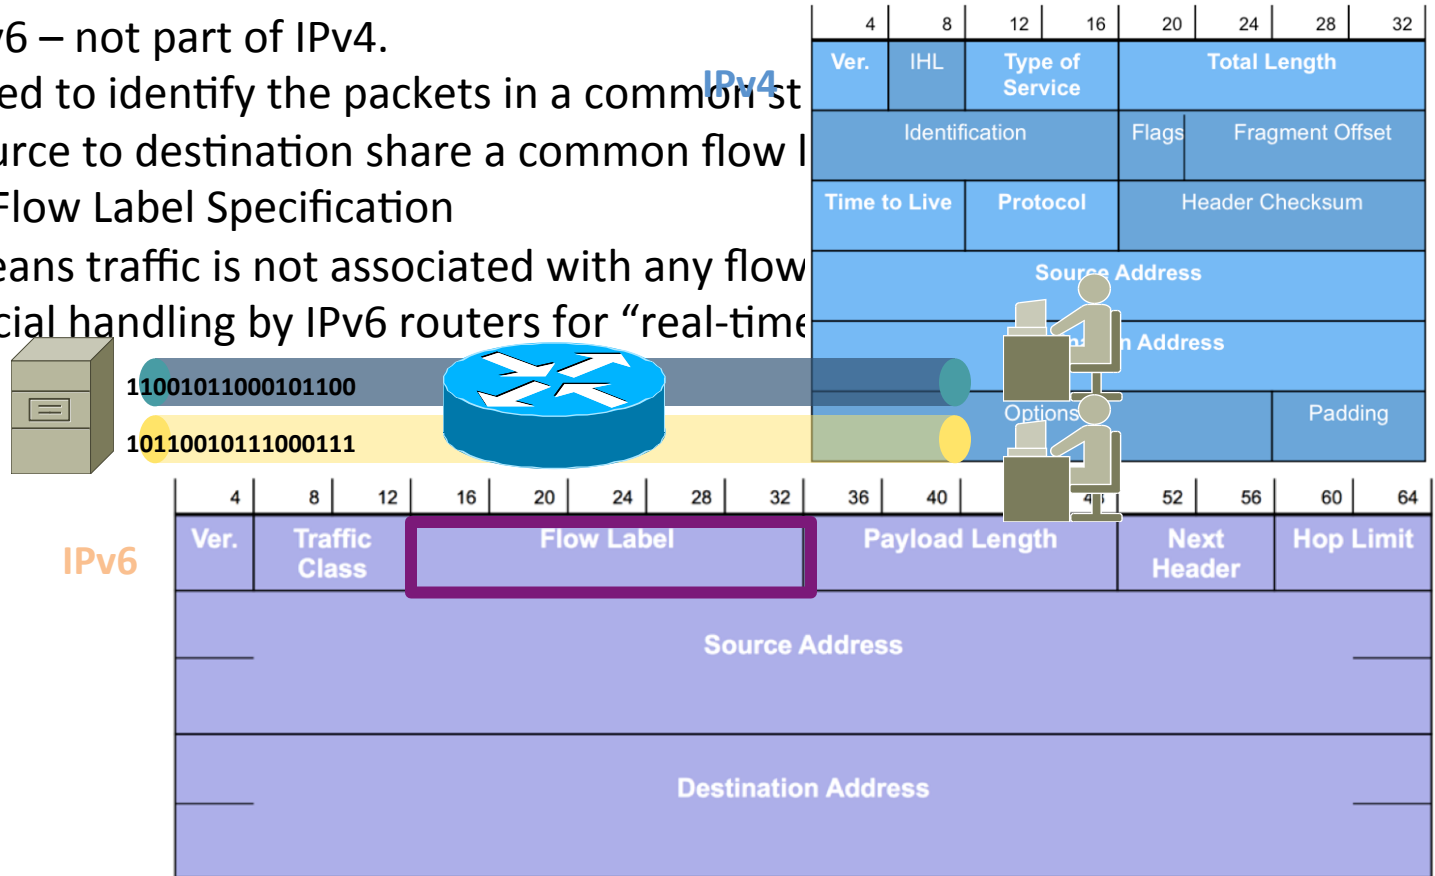 v6 – not part of IPv4.
ed to identify the packets in a common st
urce to destination share a common flow l
Flow Label Specification
eans traffic is not associated with any flow
cial handling by IPv6 routers for “real-time
IPv4
4 8 12 16 20 24 28 32
Ver. IHL Type of Service Total Length
Identification Flags Fragment Offset
Time to Live Protocol Header Checksum
Source Address
Address
Options Padding
11001011000101100
10110010111000111
4 8 12 16 20 24 28 32 36 40 52 56 60 64
IPv6
Ver. Traffic Class Flow Label Payload Length Next Header Hop Limit
Source Address
Destination Address